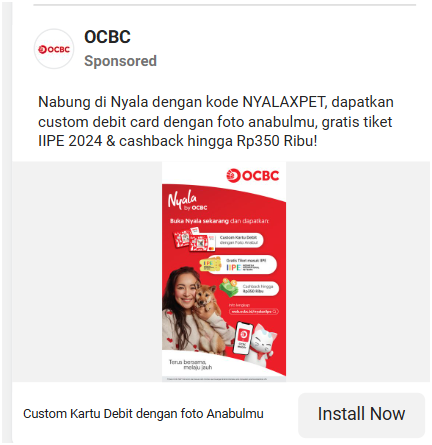 OCBC
OCBC
Sponsored
Nabung di Nyala dengan kode NYALAXPET, dapatkan
custom debit card dengan foto anabulmu, gratis tiket
IIPE 2024 & cashback hingga Rp350 Ribu!
OCBC
Nyala
by OCBC
Buka Nyala sekarang dan dapatkan:
Custom Kartu Debit
dengan Foto Anabul
Gratis Tiket masuk IIPE
IIPE
Cashback hingga
Rp350 Ribu
Terus bersama,
melaju jauh
Custom Kartu Debit dengan foto Anabulmu
Install Now